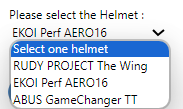 Please select the Helmet :
EKOI Perf AERO16
Select one helmet
RUDY PROJECT The Wing
EKOI Perf AERO16
ABUS GameChanger TT